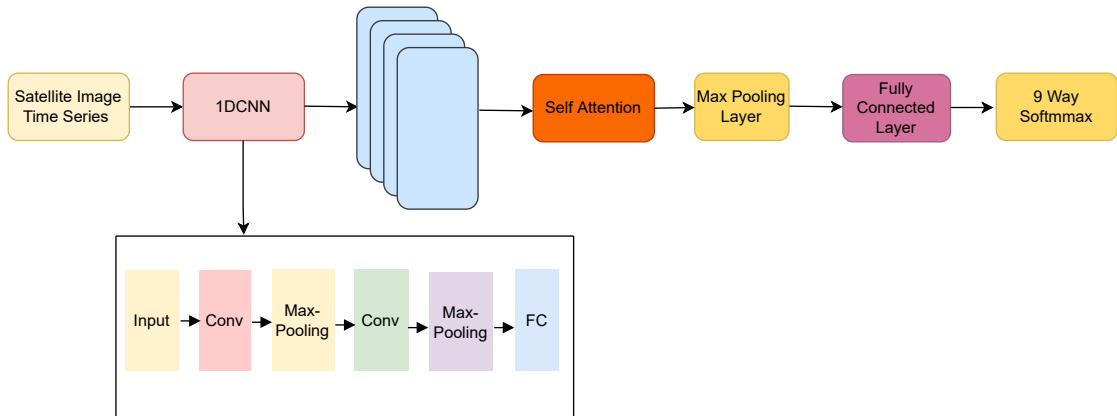 Satellite Image
Time Series
1DCNN
Self Attention
Max Pooling
Layer
Fully
Connected
Layer
9 Way
Softmmax
Input
Conv
Max-
Pooling
Conv
Max-
Pooling
FC